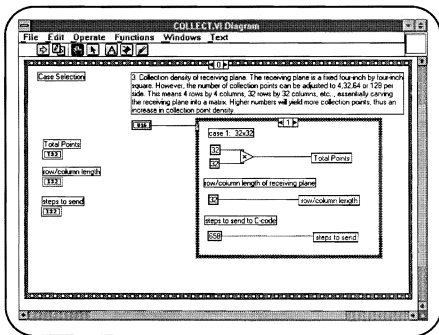 COLLECT.VI Diagram
File Edit Operate Functions Windows Text
0
Case Selection
3. Collection density of receiving plane. The receiving plane is a fixed four-inch by four-inch
square. However, the number of collection points can be adjusted to 4,32,64 or 128 per
side. This means 4 rows by 4 columns, 32 rows by 32 columns, etc. , essentially carving
the receiving plane into a matrix. Higher numbers will yield more collection points, thus an
increase in collection point density.
1
case 1: 32x32
Total Points
32
x
Total Points
32
row/column length
row/column length of receiving plane
32
row/column length
steps to send
steps to send to C-code
658
steps to send